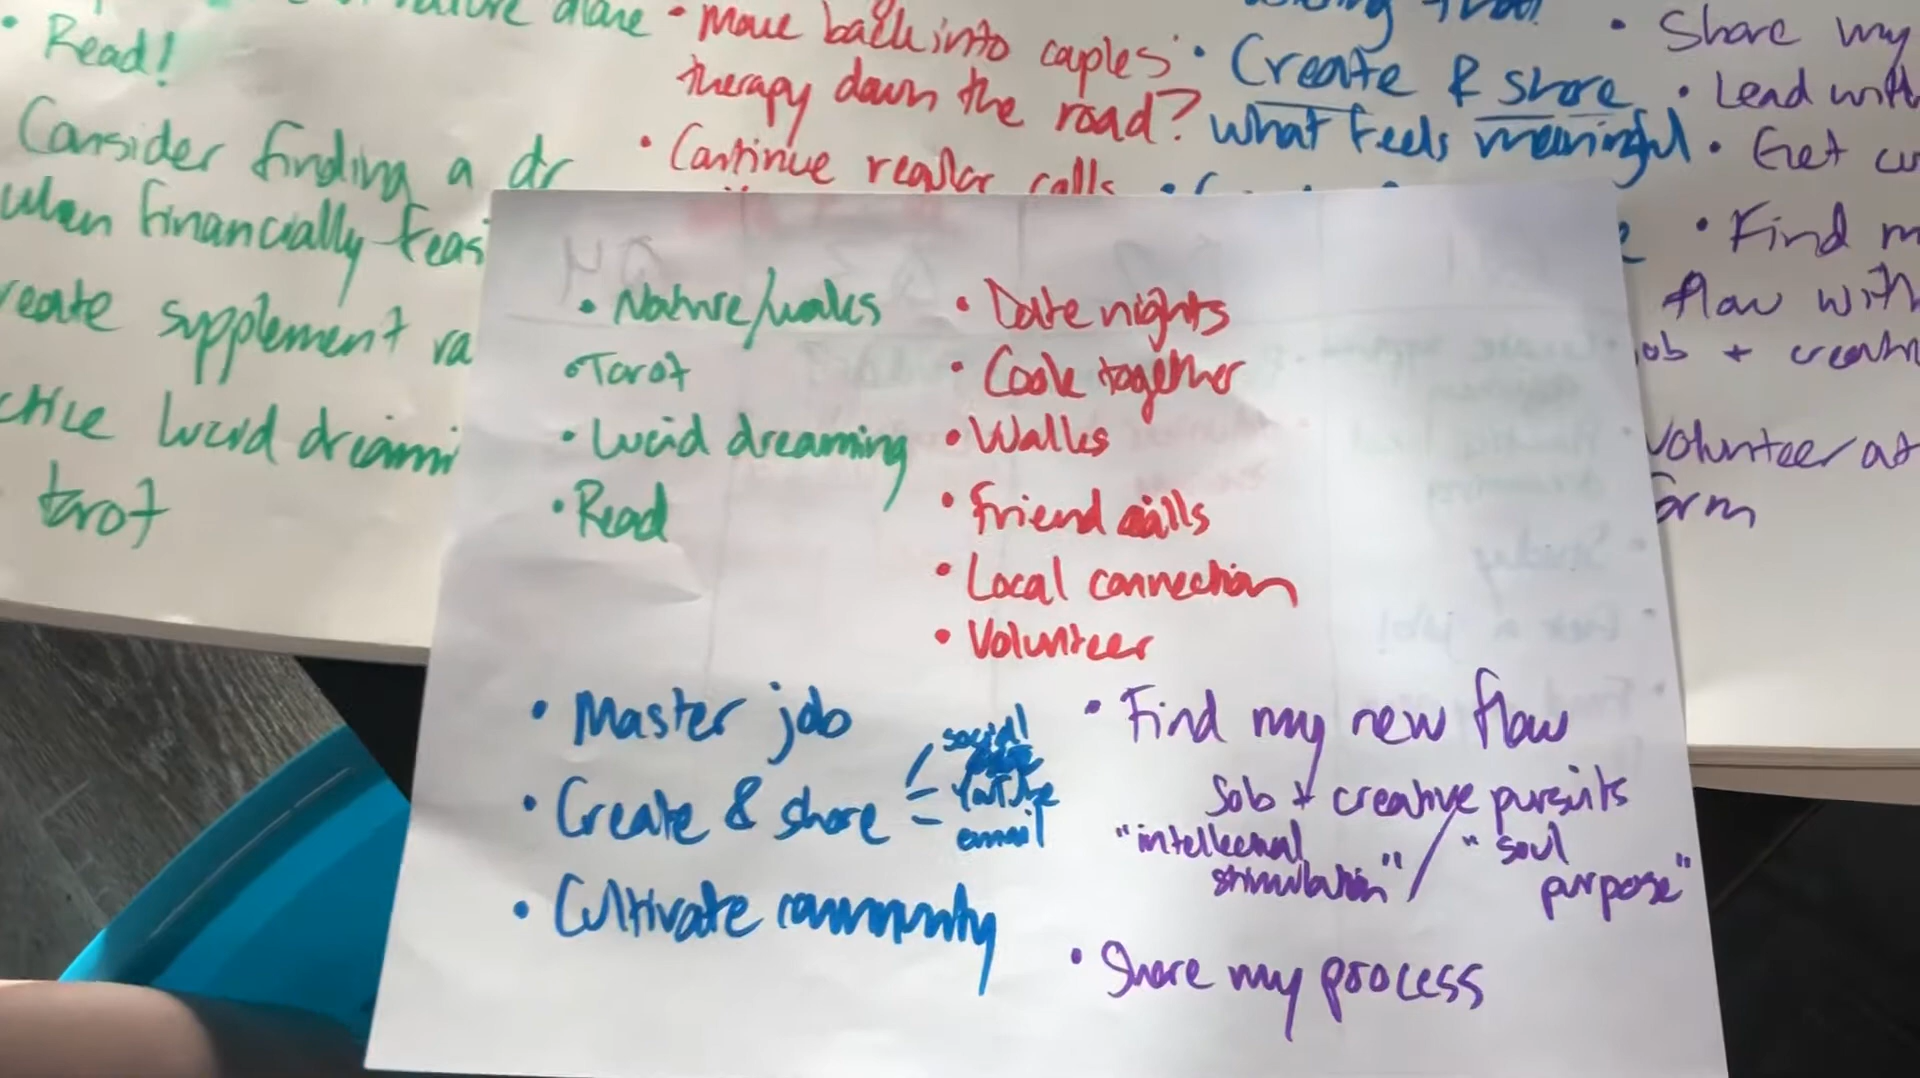 nature alone
• Read!
Consider finding a dr
when financially feasi
reate supplement
ctice lucid dreami
tarot
• Move back into couples
therapy down the road?
• Continue regular calls
• Create & share
what feels meaningful
• Share my
• Lead with
• Get cu
• Find m
flow with
job + creativ
Volunteer at
farm
• Nature/walks
• Tarot
• Lucid dreaming
• Read
• Date nights
• Cook together
• Walks
• Friend calls
• Local connection
• Volunteer
• Master job
• Create & share
social
YouTube
email
• Cultivate community
• Find my new flow
Job + creative pursuits
"intellectual
stimulation" / "soul
purpose"
• Share my process